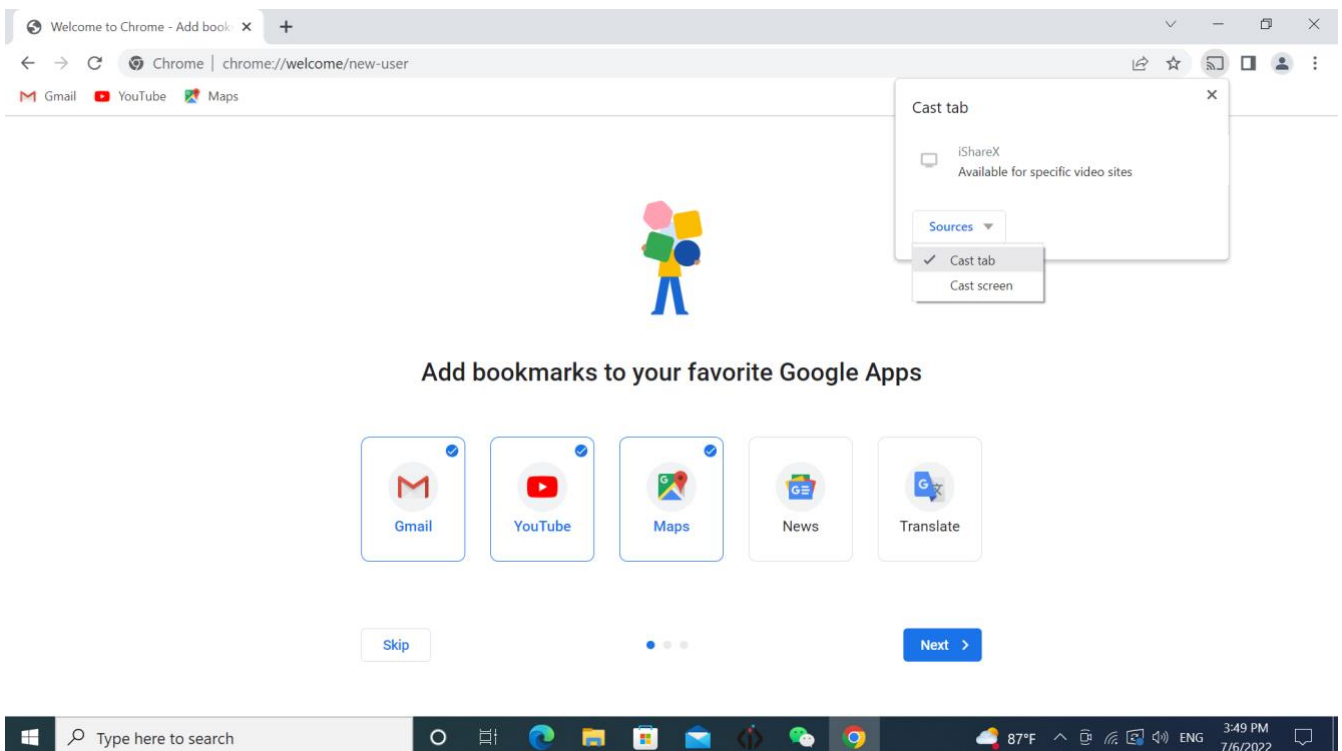 Welcome to Chrome - Add book
Chrome | chrome://welcome/new-user
Gmail YouTube Maps
Cast tab
iShareX
Available for specific video sites
Sources
Cast tab
Cast screen
Add bookmarks to your favorite Google Apps
Gmail YouTube Maps News Translate
Skip
Next
Type here to search
87°F ENG 3:49 PM
7/6/2022